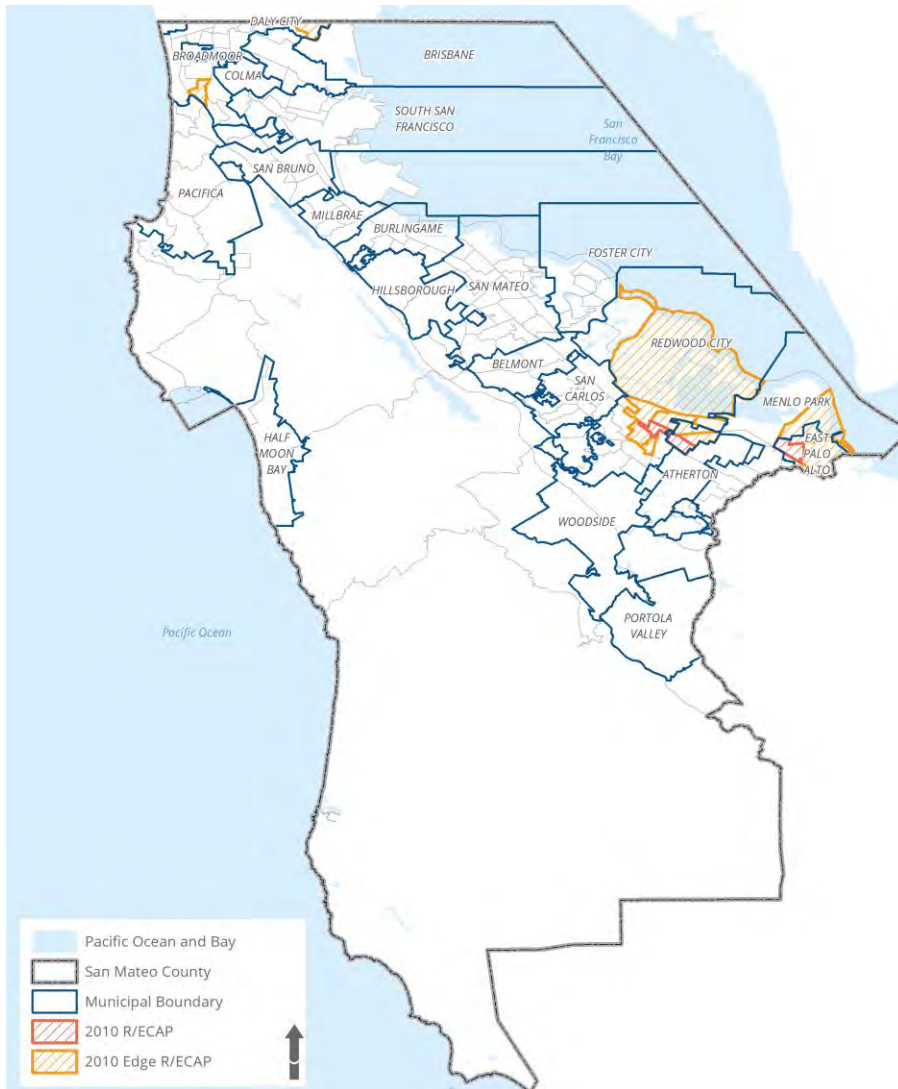 DALY CITY
BROADMOOR
BRISBANE
COLMA
SOUTH SAN
FRANCISCO
San
Francisco
Bay
SAN BRUNO
PACIFICA
MILLBRAE
BURLINGAME
FOSTER CITY
HILLSBOROUGH
SAN MATEO
REDWOOD CITY
BELMONT
SAN
CARLOS
MENLO PARK
HALF
MOON
BAY
EAST
PALO
ALTO
ATHERTON
WOODSIDE
PORTOLA
VALLEY
Pacific Ocean
Pacific Ocean and Bay
San Mateo County
Municipal Boundary
2010 R/ECAP
2010 Edge R/ECAP